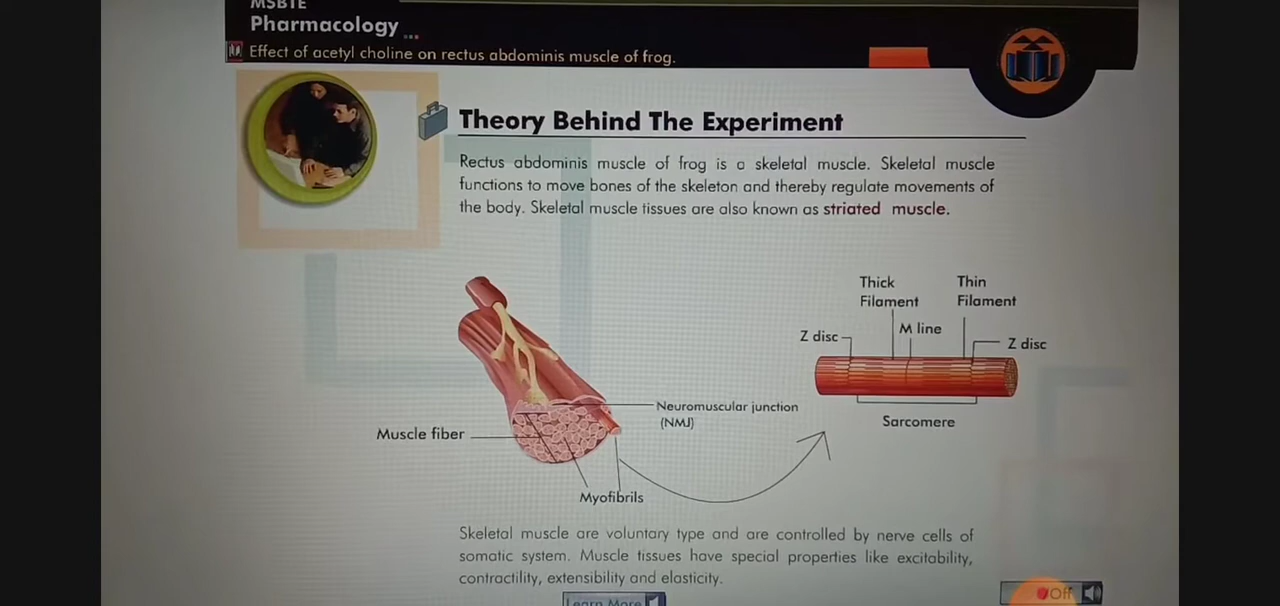 MSBTE
Pharmacology ...
Effect of acetyl choline on rectus abdominis muscle of frog.
Theory Behind The Experiment
Rectus abdominis muscle of frog is a skeletal muscle. Skeletal muscle
functions to move bones of the skeleton and thereby regulate movements of
the body. Skeletal muscle tissues are also known as striated muscle.
Thick
Filament
Thin
Filament
Z disc
M line
Z disc
Neuromuscular junction
(NMJ)
Sarcomere
Muscle fiber
Myofibrils
Skeletal muscle are voluntary type and are controlled by nerve cells of
somatic system. Muscle tissues have special properties like excitability,
contractility, extensibility and elasticity.
Off
Learn More